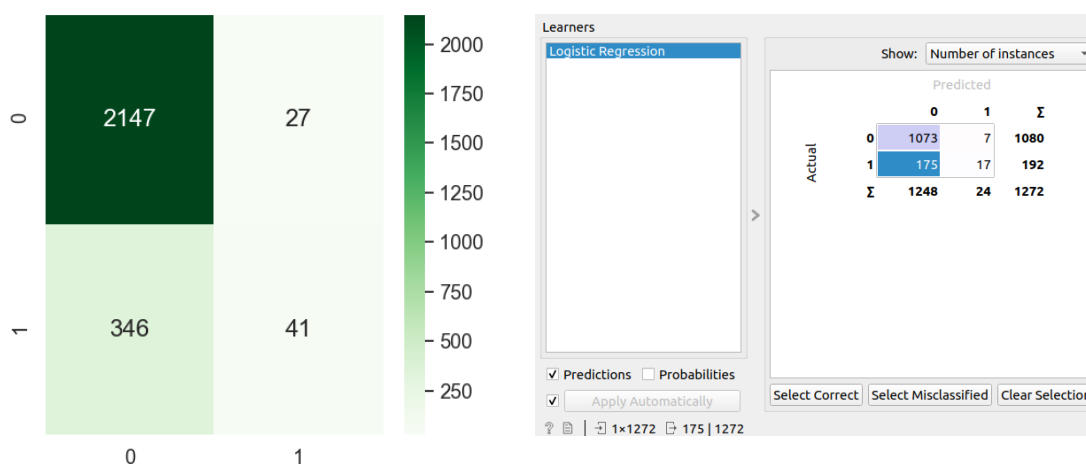 2000
1750
1500
1250
1000
750
500
250
0
2147
27
1
346
41
0
1
Learners
Logistic Regression
Predictions
Probabilities
Apply Automatically
1×1272
175 | 1272
>
Show:
Number of instances
Predicted
0
1
Σ
Actual
0
1073
7
1080
1
175
17
192
Σ
1248
24
1272
Select Correct
Select Misclassified
Clear Selection